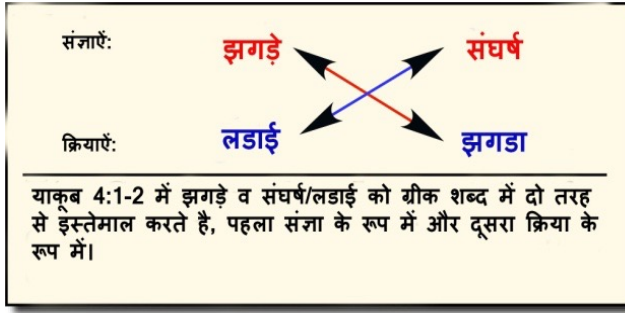 संज्ञाऐं: झगड़े संघर्ष
क्रियाऐं: लडाई झगडा
याकूब 4:1-2 में झगड़े व संघर्ष/लडाई को ग्रीक शब्द में दो तरह
से इस्तेमाल करते है, पहला संज्ञा के रूप में और दूसरा क्रिया के
रूप में।